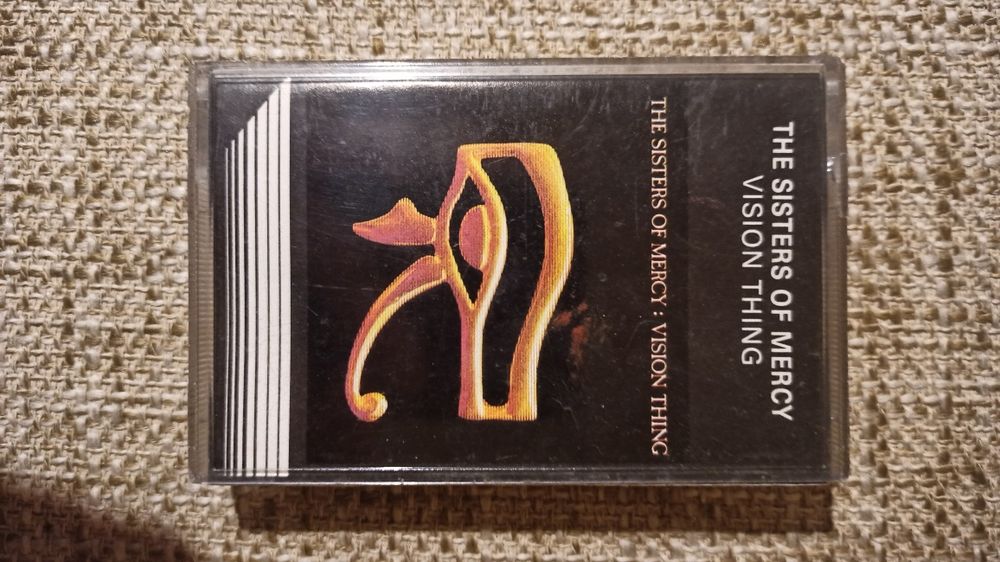 THE SISTERS OF MERCY
VISION THING
THE SISTERS OF MERCY : VISION THING